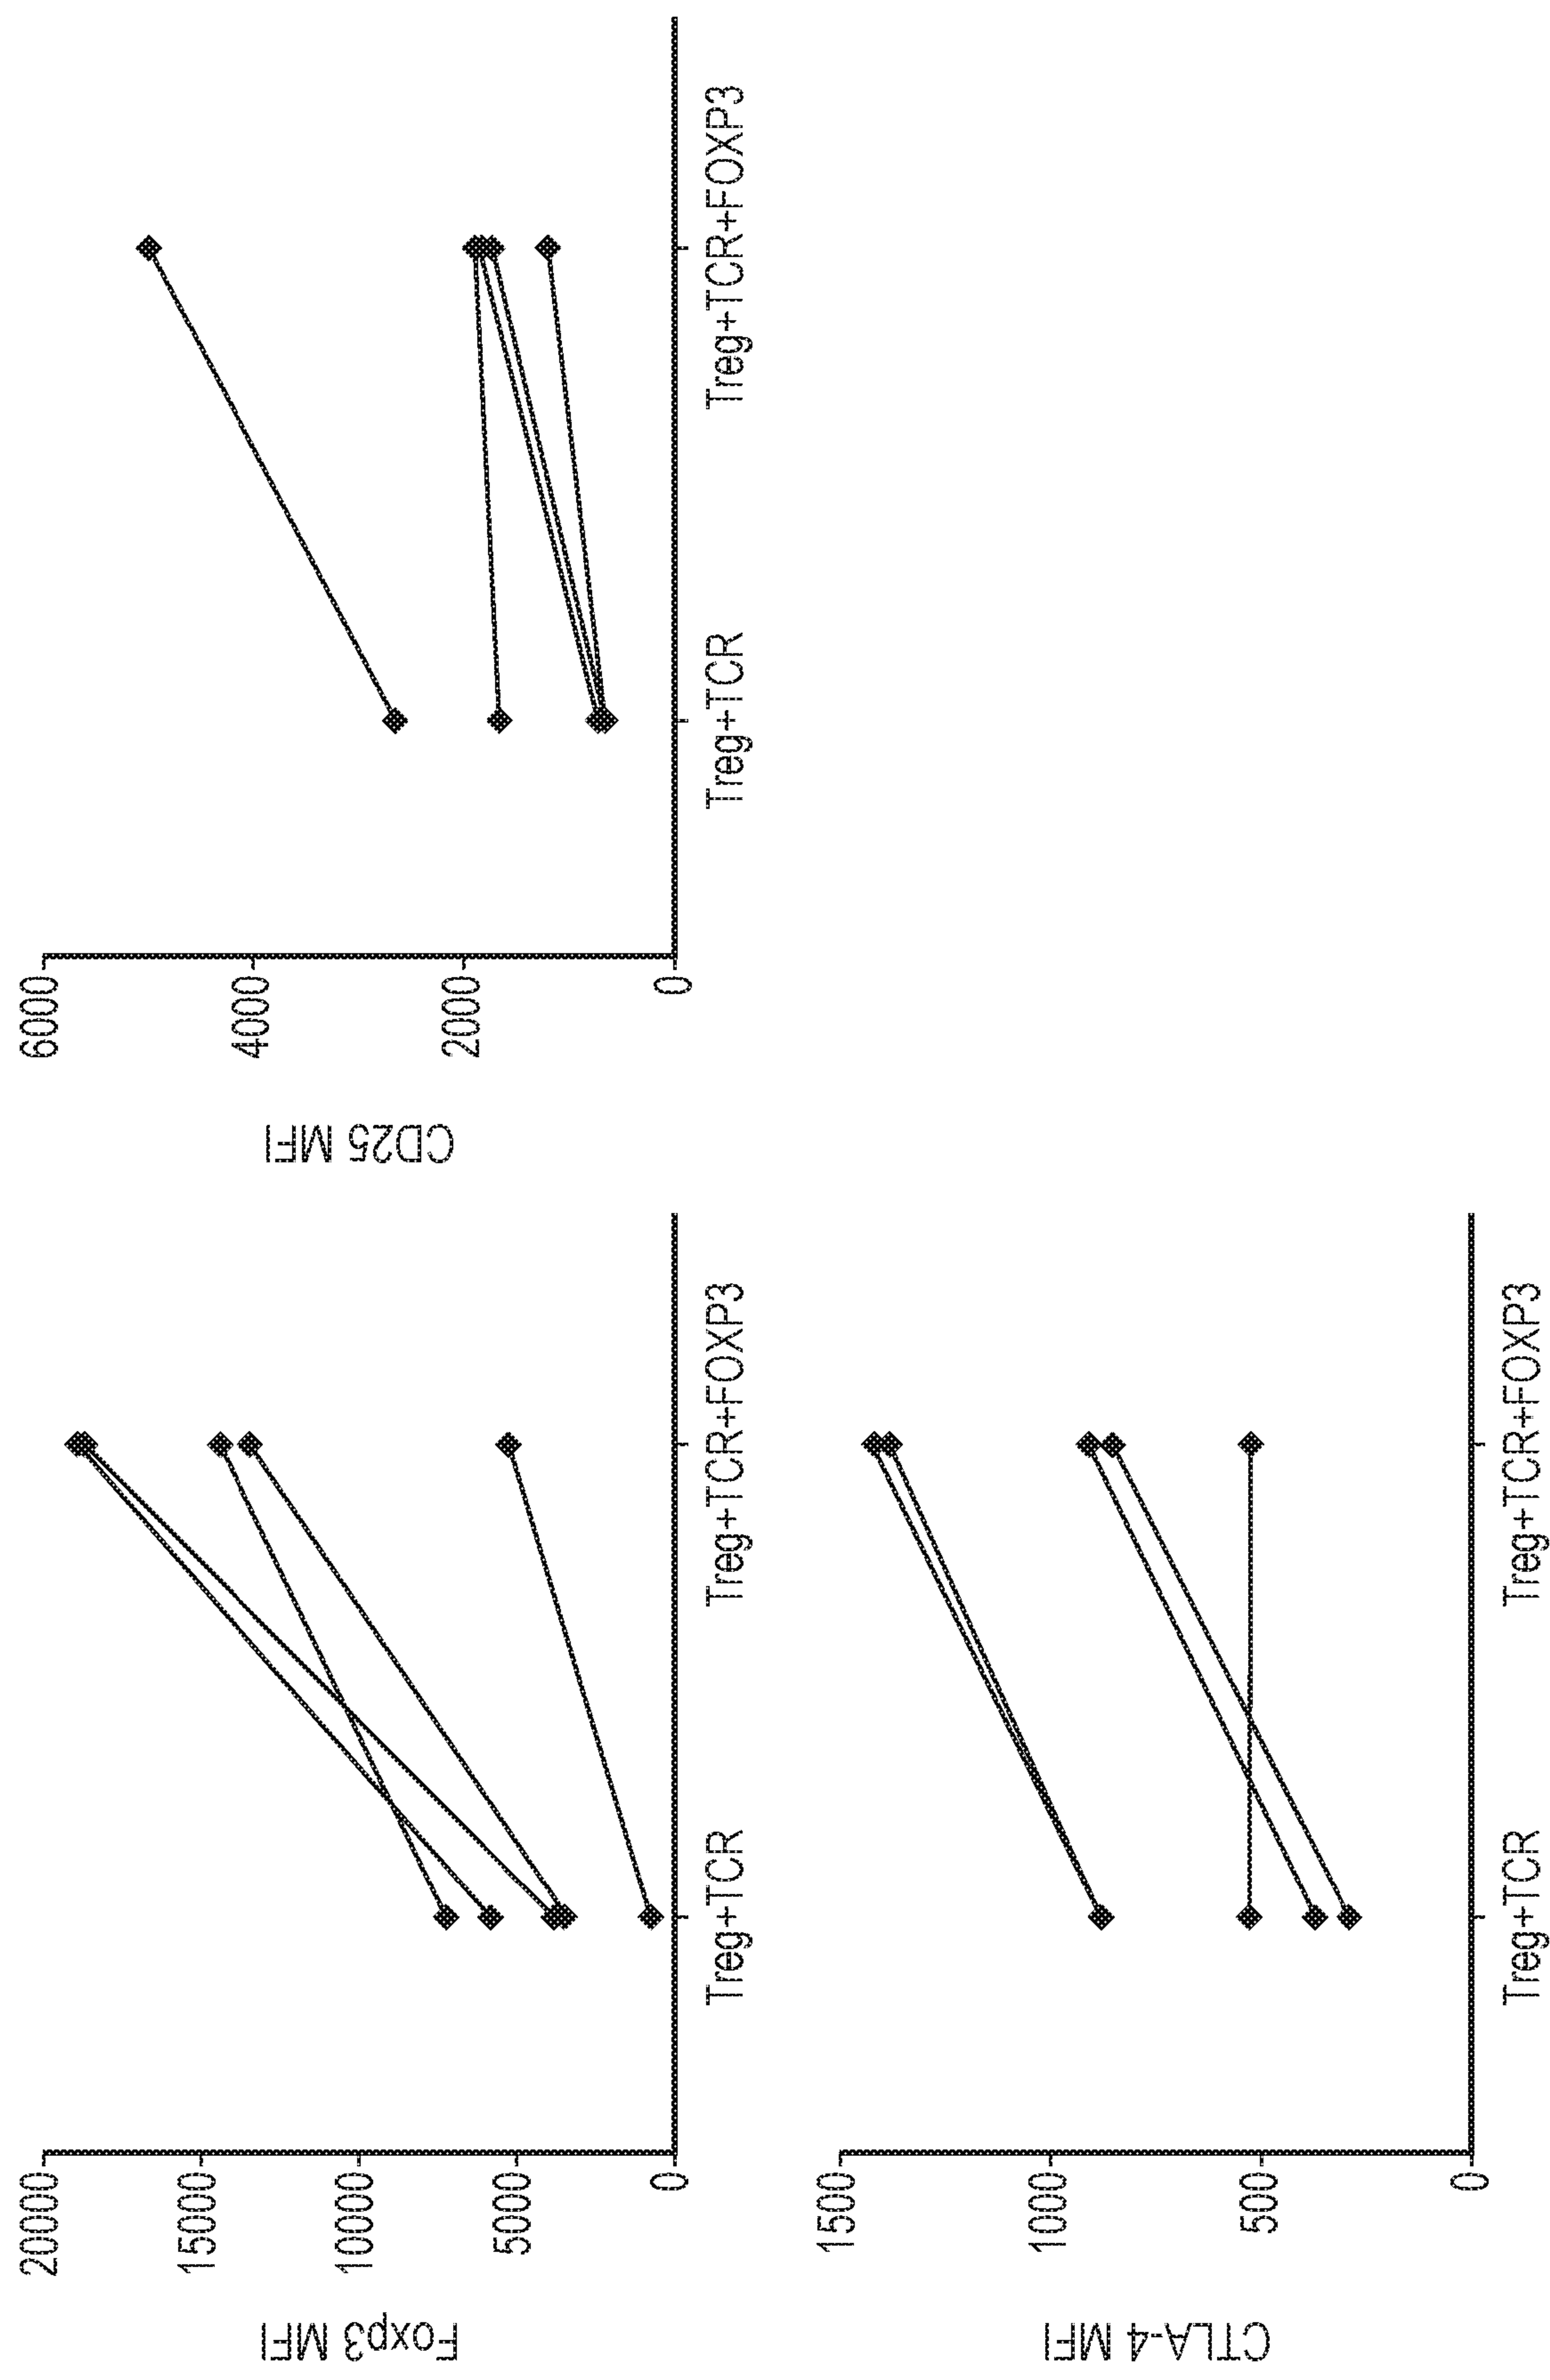 Foxp3 MFI
20000
15000
10000
5000
0
Treg+TCR
Treg+TCR+FOXP3
CD25 MFI
6000
4000
2000
0
Treg+TCR
Treg+TCR+FOXP3
CTLA-4 MFI
1500
1000
500
0
Treg+TCR
Treg+TCR+FOXP3